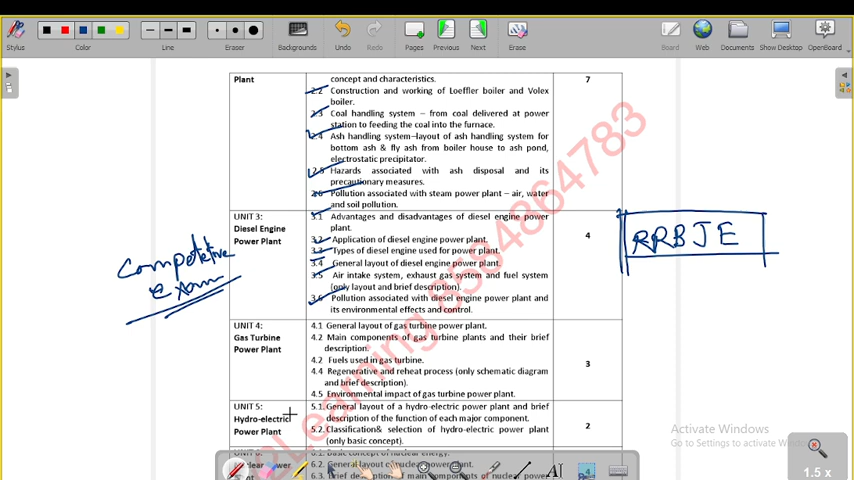 Stylus
Color
Line
Eraser
Backgrounds
Undo
Redo
Pages
Previous
Next
Erase
Board
Web
Documents
Show Desktop
OpenBoard
Plant
concept and characteristics.
7
2.2 Construction and working of Loeffler boiler and Volex
boiler.
2.3 Coal handling system – from coal delivered at power
station to feeding the coal into the furnace.
2.4 Ash handling system–layout of ash handling system for
bottom ash & fly ash from boiler house to ash pond,
electrostatic precipitator.
2.5 Hazards associated with ash disposal and its
precautionary measures.
2.6 Pollution associated with steam power plant – air, water
and soil pollution.
UNIT 3:
Diesel Engine
Power Plant
3.1 Advantages and disadvantages of diesel engine power
plant.
3.2 Application of diesel engine power plant.
3.3 Types of diesel engine used for power plant.
3.4 General layout of diesel engine power plant.
3.5 Air intake system, exhaust gas system and fuel system
(only layout and brief description).
3.6 Pollution associated with diesel engine power plant and
its environmental effects and control.
4
RRB JE
Competetive
exam
UNIT 4:
Gas Turbine
Power Plant
4.1 General layout of gas turbine power plant.
4.2 Main components of gas turbine plants and their brief
description.
4.2 Fuels used in gas turbine.
4.4 Regenerative and reheat process (only schematic diagram
and brief description).
4.5 Environmental impact of gas turbine power plant.
3
UNIT 5:
Hydro-electric
Power Plant
5.1. General layout of a hydro-electric power plant and brief
description of the function of each major component.
5.2. Classification& selection of hydro-electric power plant
(only basic concept).
2
6.2. General layout of nuclear power plant.
Learning 8584864783
Activate Windows
Go to Settings to activate Windows
1.5 x